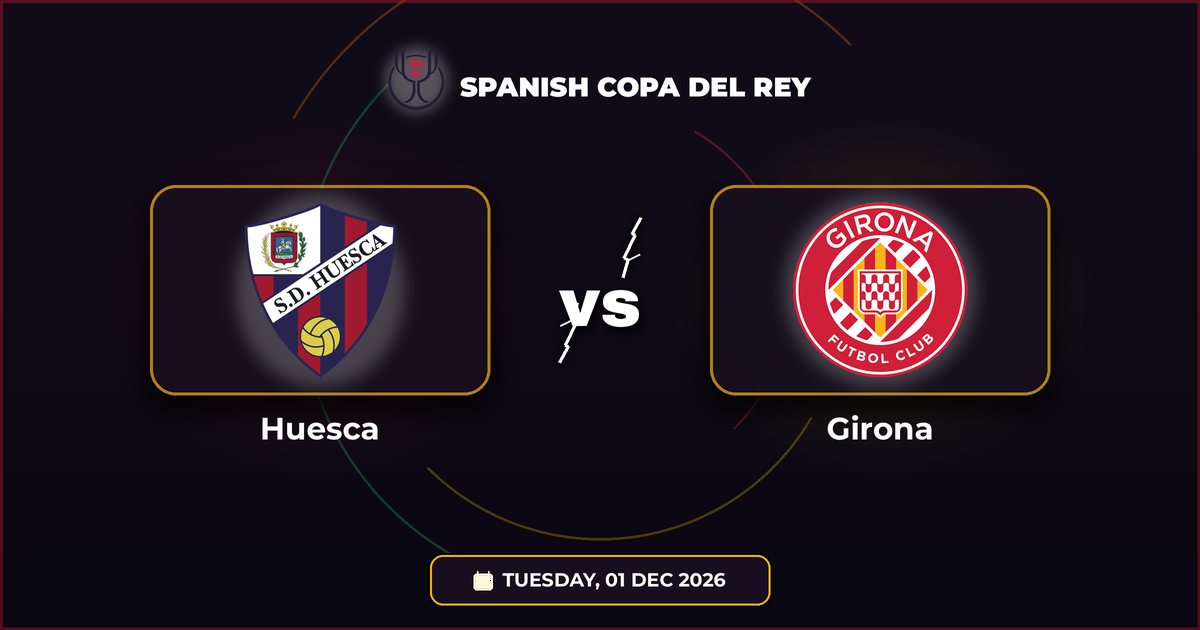 SPANISH COPA DEL REY
S.D. HUESCA
GIRONA
FUTBOL CLUB
VS
Huesca
Girona
TUESDAY, 01 DEC 2026